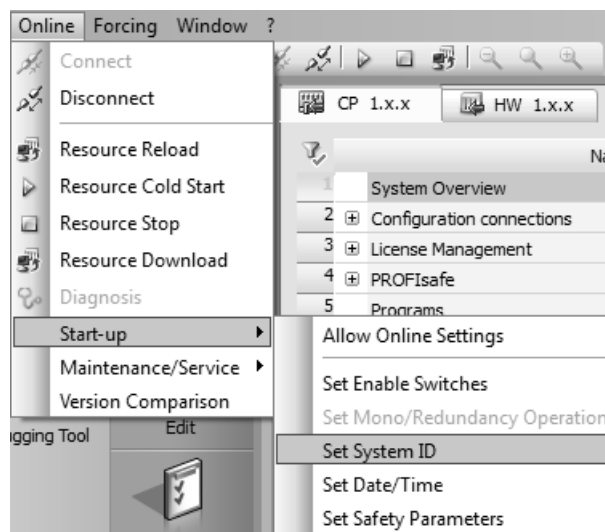 Online Forcing Window ?
Connect
Disconnect
Resource Reload
Resource Cold Start
Resource Stop
Resource Download
Diagnosis
Start-up
Maintenance/Service
Version Comparison
CP 1.x.x
HW 1.x.x
1 System Overview
2 Configuration connections
3 License Management
4 PROFIsafe
5 Programs
Allow Online Settings
Set Enable Switches
Set Mono/Redundancy Operation
Set System ID
Set Date/Time
Set Safety Parameters
Tool
Edit